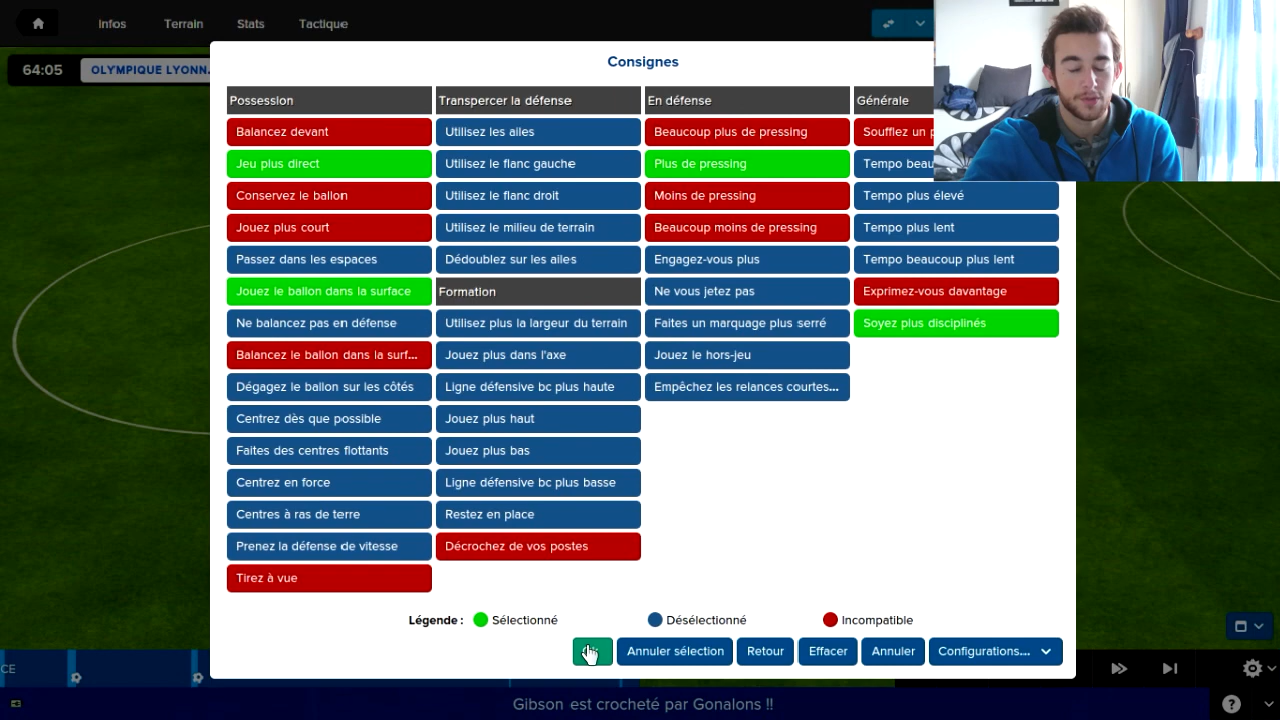 Infos
Terrain
Stats
Tactique
64:05
OLYMPIQUE LYONN.
Consignes
Possession
Balancez devant
Jeu plus direct
Conservez le ballon
Jouez plus court
Passez dans les espaces
Jouez le ballon dans la surface
Ne balancez pas en défense
Balancez le ballon dans la surf...
Dégagez le ballon sur les côtés
Centrez dès que possible
Faites des centres flottants
Centrez en force
Centres à ras de terre
Prenez la défense de vitesse
Tirez à vue
Transpercer la défense
Utilisez les ailes
Utilisez le flanc gauche
Utilisez le flanc droit
Utilisez le milieu de terrain
Dédoublez sur les ailes
Formation
Utilisez plus la largeur du terrain
Jouez plus dans l'axe
Ligne défensive bc plus haute
Jouez plus haut
Jouez plus bas
Ligne défensive bc plus basse
Restez en place
Décrochez de vos postes
En défense
Beaucoup plus de pressing
Plus de pressing
Moins de pressing
Beaucoup moins de pressing
Engagez-vous plus
Ne vous jetez pas
Faites un marquage plus serré
Jouez le hors-jeu
Empêchez les relances courtes...
Générale
Soufflez un p
Tempo beau
Tempo plus élevé
Tempo plus lent
Tempo beaucoup plus lent
Exprimez-vous davantage
Soyez plus disciplinés
Légende :
Sélectionné
Désélectionné
Incompatible
Annuler sélection
Retour
Effacer
Annuler
Configurations....
CE
Gibson est crocheté par Gonalons !!
?